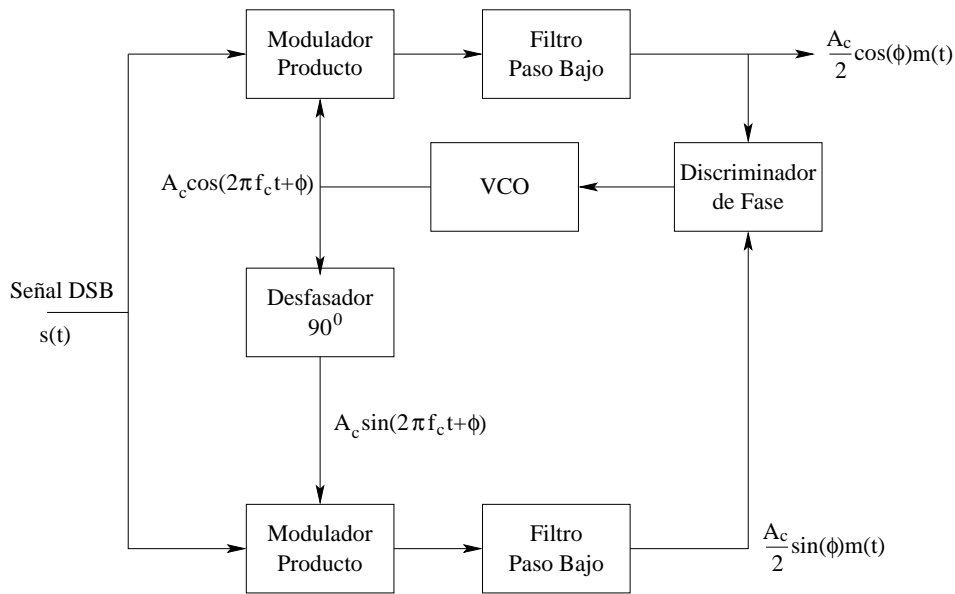 Modulador
Producto
Filtro
Paso Bajo
A_c/2 cos(ϕ)m(t)
A_c cos(2πf_c t+ϕ)
VCO
Discriminador
de Fase
Señal DSB
s(t)
Desfasador
90⁰
A_c sin(2πf_c t+ϕ)
Modulador
Producto
Filtro
Paso Bajo
A_c/2 sin(ϕ)m(t)